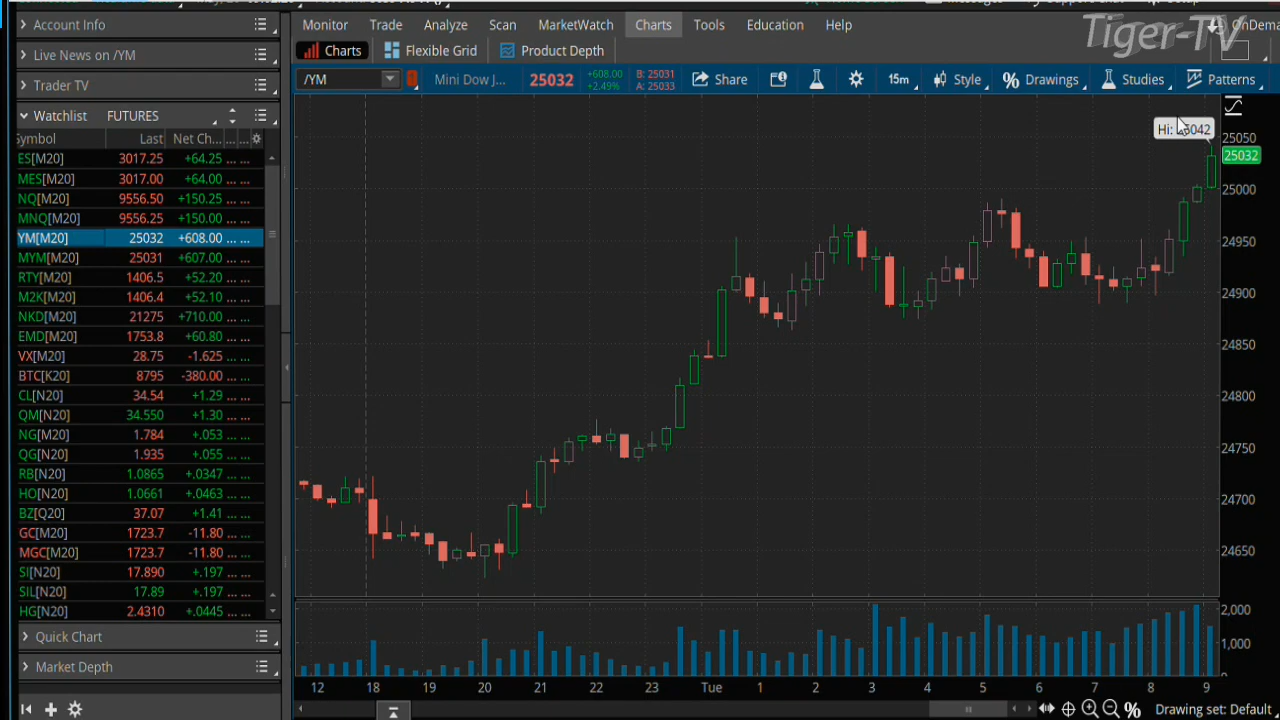 Account Info
Live News on /YM
Trader TV
Watchlist FUTURES
Symbol Last Net Ch... ... ...
ES[M20] 3017.25 +64.25 ... ...
MES[M20] 3017.00 +64.00 ... ...
NQ[M20] 9556.50 +150.25 ... ...
MNQ[M20] 9556.25 +150.00 ... ...
YM[M20] 25032 +608.00 ... ...
MYM[M20] 25031 +607.00 ... ...
RTY[M20] 1406.5 +52.20 ... ...
M2K[M20] 1406.4 +52.10 ... ...
NKD[M20] 21275 +710.00 ... ...
EMD[M20] 1753.8 +60.80 ... ...
VX[M20] 28.75 -1.625 ... ...
BTC[K20] 8795 -380.00 ... ...
CL[N20] 34.54 +1.29 ... ...
QM[N20] 34.550 +1.30 ... ...
NG[M20] 1.784 +.053 ... ...
QG[N20] 1.935 +.055 ... ...
RB[N20] 1.0865 +.0347 ... ...
HO[N20] 1.0661 +.0463 ... ...
BZ[Q20] 37.07 +1.41 ... ...
GC[M20] 1723.7 -11.80 ... ...
MGC[M20] 1723.7 -11.80 ... ...
SI[N20] 17.890 +.197 ... ...
SIL[N20] 17.89 +.197 ... ...
HG[N20] 2.4310 +.0445 ... ...
Quick Chart
Market Depth
Monitor Trade Analyze Scan MarketWatch Charts Tools Education Help
Tiger-TV
OnDema
Charts Flexible Grid Product Depth
/YM Mini Dow J... 25032 +608.00 B: 25031 Share 15m Style % Drawings Studies Patterns
+2.49% A: 25033
Hi: 25042
25050
25032
25000
24950
24900
24850
24800
24750
24700
24650
2,000
1,000
0
12 18 19 20 21 22 23 Tue 1 2 3 4 5 6 7 8 9
% Drawing set: Default